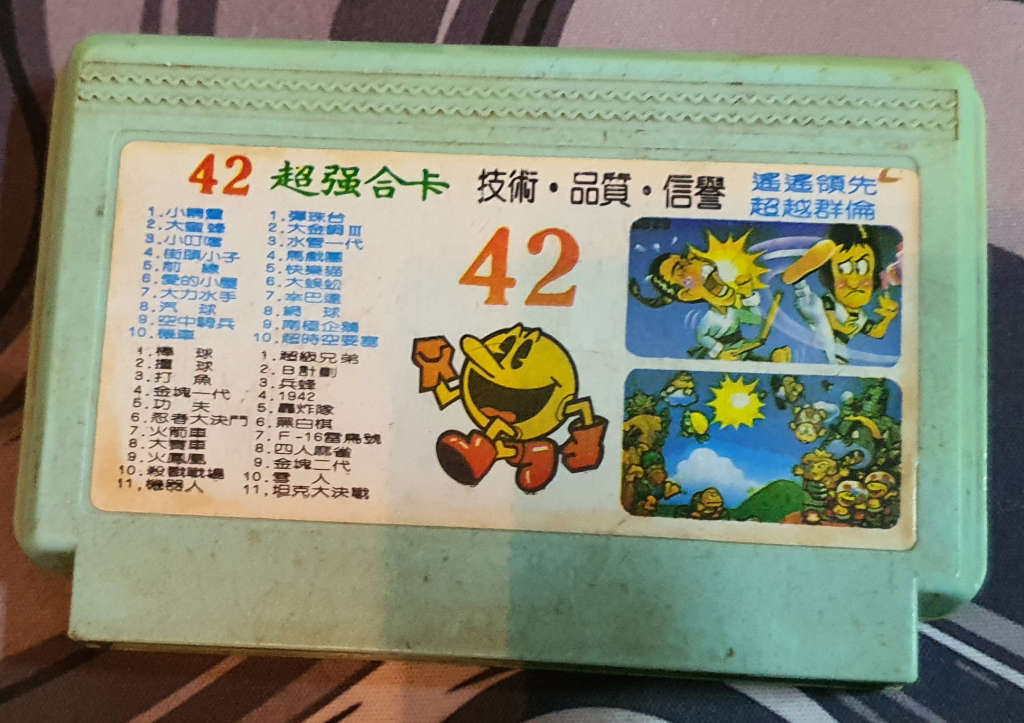 42 超强合卡 技術・品質・信譽 遙遙領先
超越群倫
42
1.小精靈
2.大蜜蜂
3.小叮噹
4.街頭小子
5.前 線
6.愛的小屋
7.大力水手
8.汽 球
9.空中騎兵
10.機車
1.彈珠台
2.大金鋼Ⅲ
3.水管一代
4.馬戲團
5.快樂貓
6.大蜈蚣
7.辛巴達
8.網 球
9.南極企鵝
10.超時空要塞
1.棒 球
2.撞 球
3.打 魚
4.金塊一代
5.功 夫
6.忍者大決鬥
7.火箭車
8.大賽車
9.火鳳凰
10.殺戮戰場
11,機器人
1.超級兄弟
2.B計劃
3.兵蜂
4.1942
5.轟炸隊
6.黑白棋
7.F-16雷鳥號
8.四人麻雀
9.金塊二代
10.雪 人
11.坦克大決戰